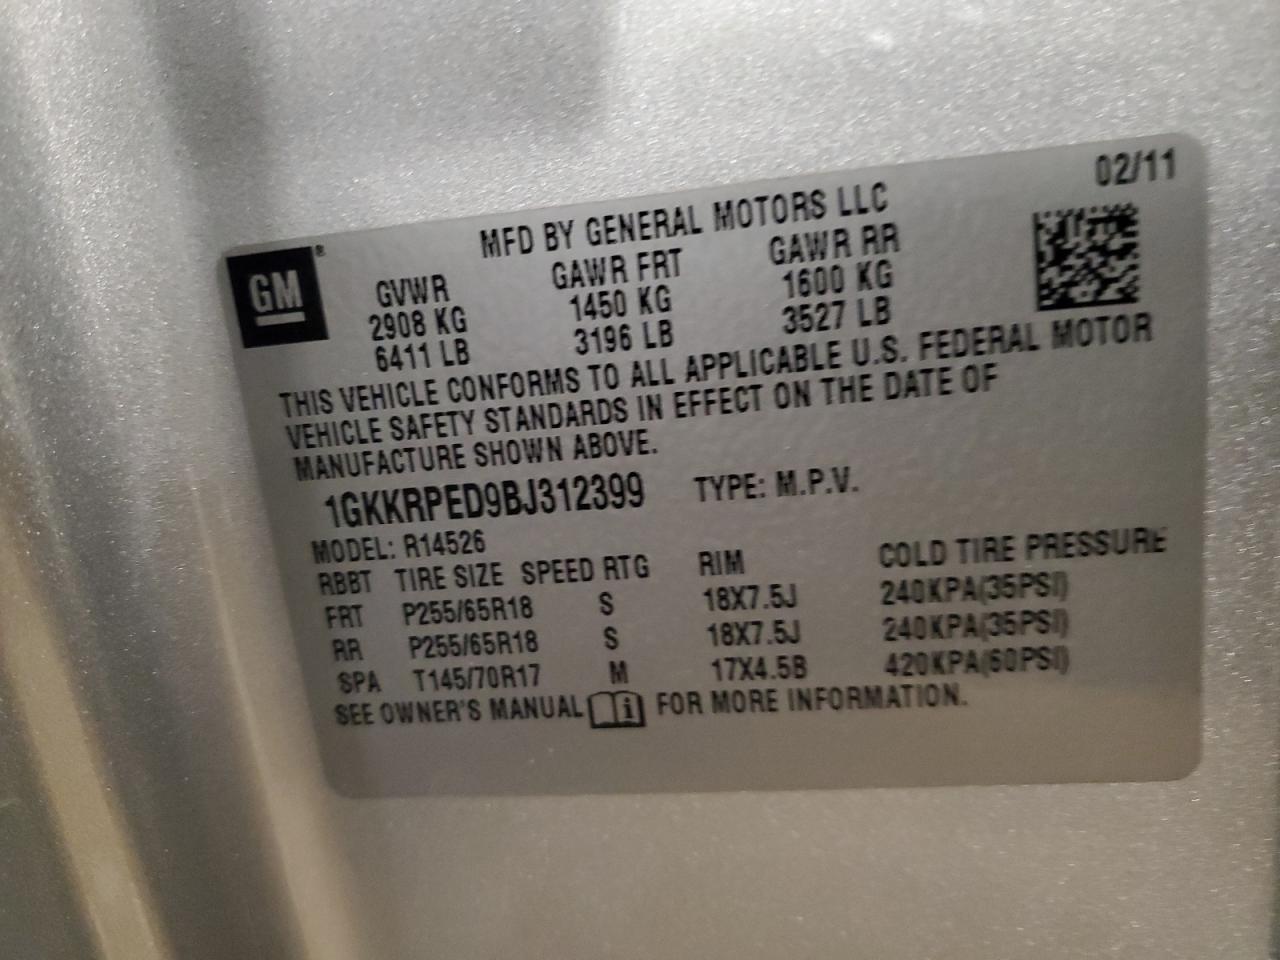 02/11
MFD BY GENERAL MOTORS LLC
GM®
GVWR GAWR FRT GAWR RR
2908 KG 1450 KG 1600 KG
6411 LB 3196 LB 3527 LB
THIS VEHICLE CONFORMS TO ALL APPLICABLE U.S. FEDERAL MOTOR
VEHICLE SAFETY STANDARDS IN EFFECT ON THE DATE OF
MANUFACTURE SHOWN ABOVE.
1GKKRPED9BJ312399 TYPE: M.P.V.
MODEL: R14526
RBBT TIRE SIZE SPEED RTG RIM COLD TIRE PRESSURE
FRT P255/65R18 S 18X7.5J 240KPA(35PSI)
RR P255/65R18 S 18X7.5J 240KPA(35PSI)
SPA T145/70R17 M 17X4.5B 420KPA(60PSI)
SEE OWNER'S MANUAL i FOR MORE INFORMATION.